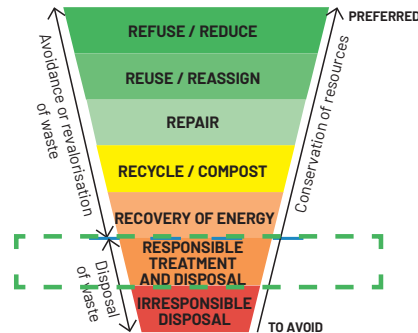 PREFERRED
REFUSE / REDUCE
REUSE / REASSIGN
REPAIR
RECYCLE / COMPOST
RECOVERY OF ENERGY
RESPONSIBLE
TREATMENT
AND DISPOSAL
IRRESPONSIBLE
DISPOSAL
TO AVOID
Avoidance or revalorisation
of waste
Disposal
of waste
Conservation of resources